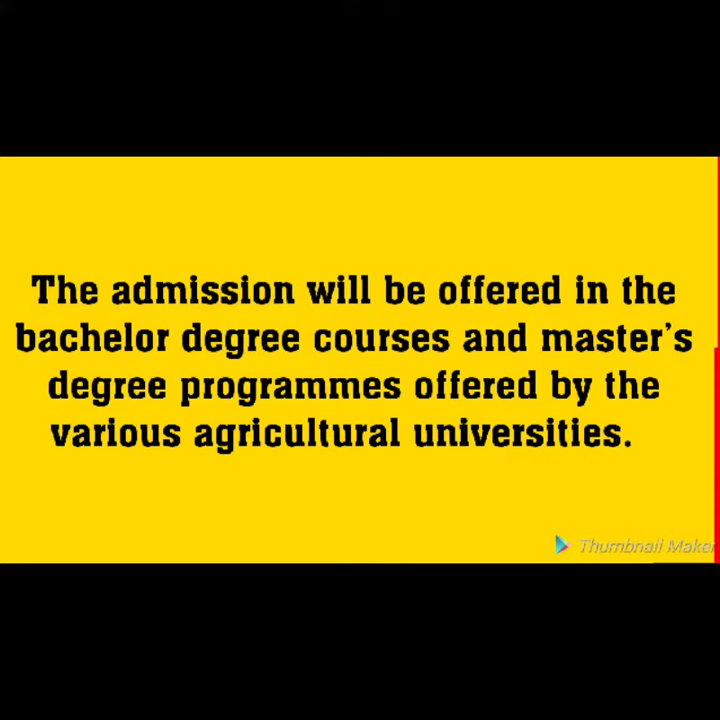 The admission will be offered in the
bachelor degree courses and master's
degree programmes offered by the
various agricultural universities.
Thumbnail Maker